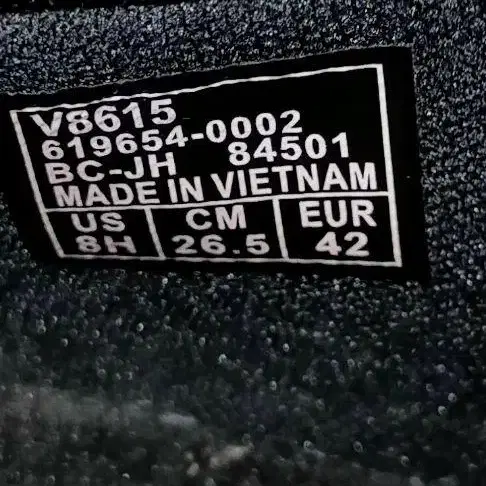 V8615
619654-0002
BC-JH 84501
MADE IN VIETNAM
US CM EUR
8H 26.5 42